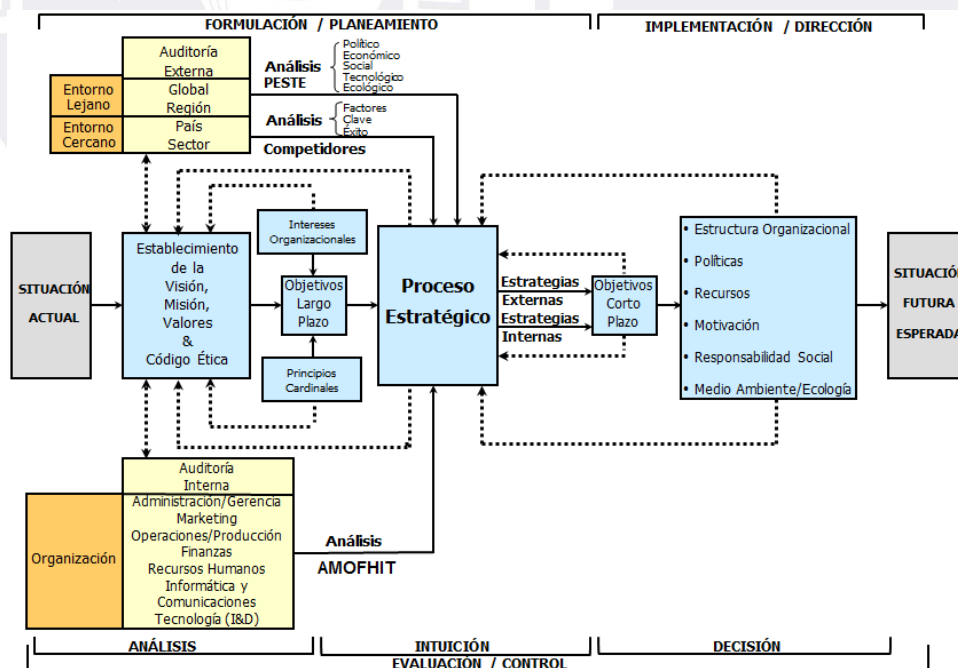 FORMULACIÓN / PLANEAMIENTO
IMPLEMENTACIÓN / DIRECCIÓN
Auditoría
Externa
Entorno
Lejano
Global
Región
Entorno
Cercano
País
Sector
Análisis
PESTE
Político
Económico
Social
Tecnológico
Ecológico
Análisis
Competidores
Factores
Clave
Éxito
SITUACIÓN
ACTUAL
Establecimiento
de la
Visión,
Misión,
Valores
&
Código Ética
Intereses
Organizacionales
Objetivos
Largo
Plazo
Principios
Cardinales
Proceso
Estratégico
Estrategias
Externas
Estrategias
Internas
Objetivos
Corto
Plazo
• Estructura Organizacional
• Políticas
• Recursos
• Motivación
• Responsabilidad Social
• Medio Ambiente/Ecología
SITUACIÓN
FUTURA
ESPERADA
Auditoría
Interna
Organización
Administración/Gerencia
Marketing
Operaciones/Producción
Finanzas
Recursos Humanos
Informática y
Comunicaciones
Tecnología (I&D)
Análisis
AMOFHIT
ANÁLISIS
INTUICIÓN
DECISIÓN
EVALUACIÓN / CONTROL